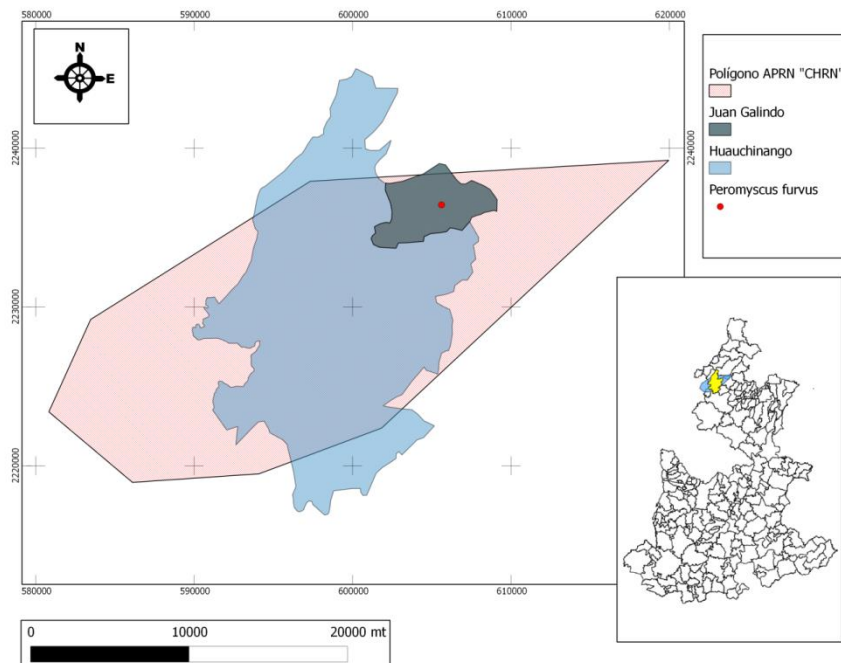 580000 590000 600000 610000 620000
N
E
Polígono APRN "CHRN"
Juan Galindo
Huauchinango
Peromyscus furvus
2240000 2240000
2230000
2220000
580000 590000 600000 610000
0 10000 20000 mt